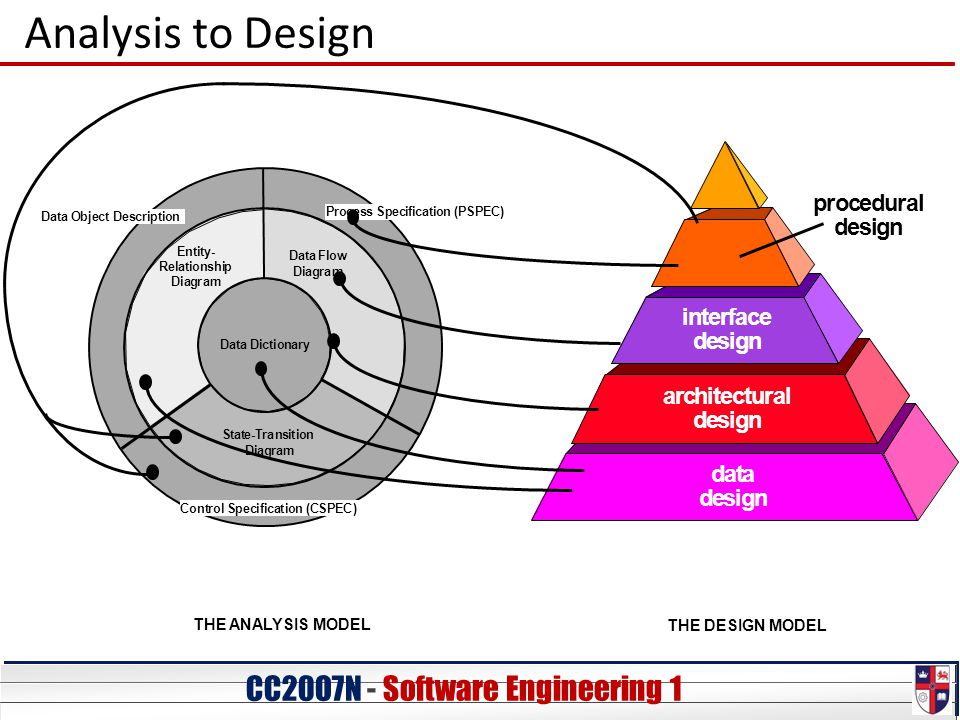 Analysis to Design
Data Object Description
Process Specification (PSPEC)
Entity-
Relationship
Diagram
Data Flow
Diagram
Data Dictionary
State-Transition
Diagram
Control Specification (CSPEC)
procedural
design
interface
design
architectural
design
data
design
THE ANALYSIS MODEL
THE DESIGN MODEL
CC2007N - Software Engineering 1